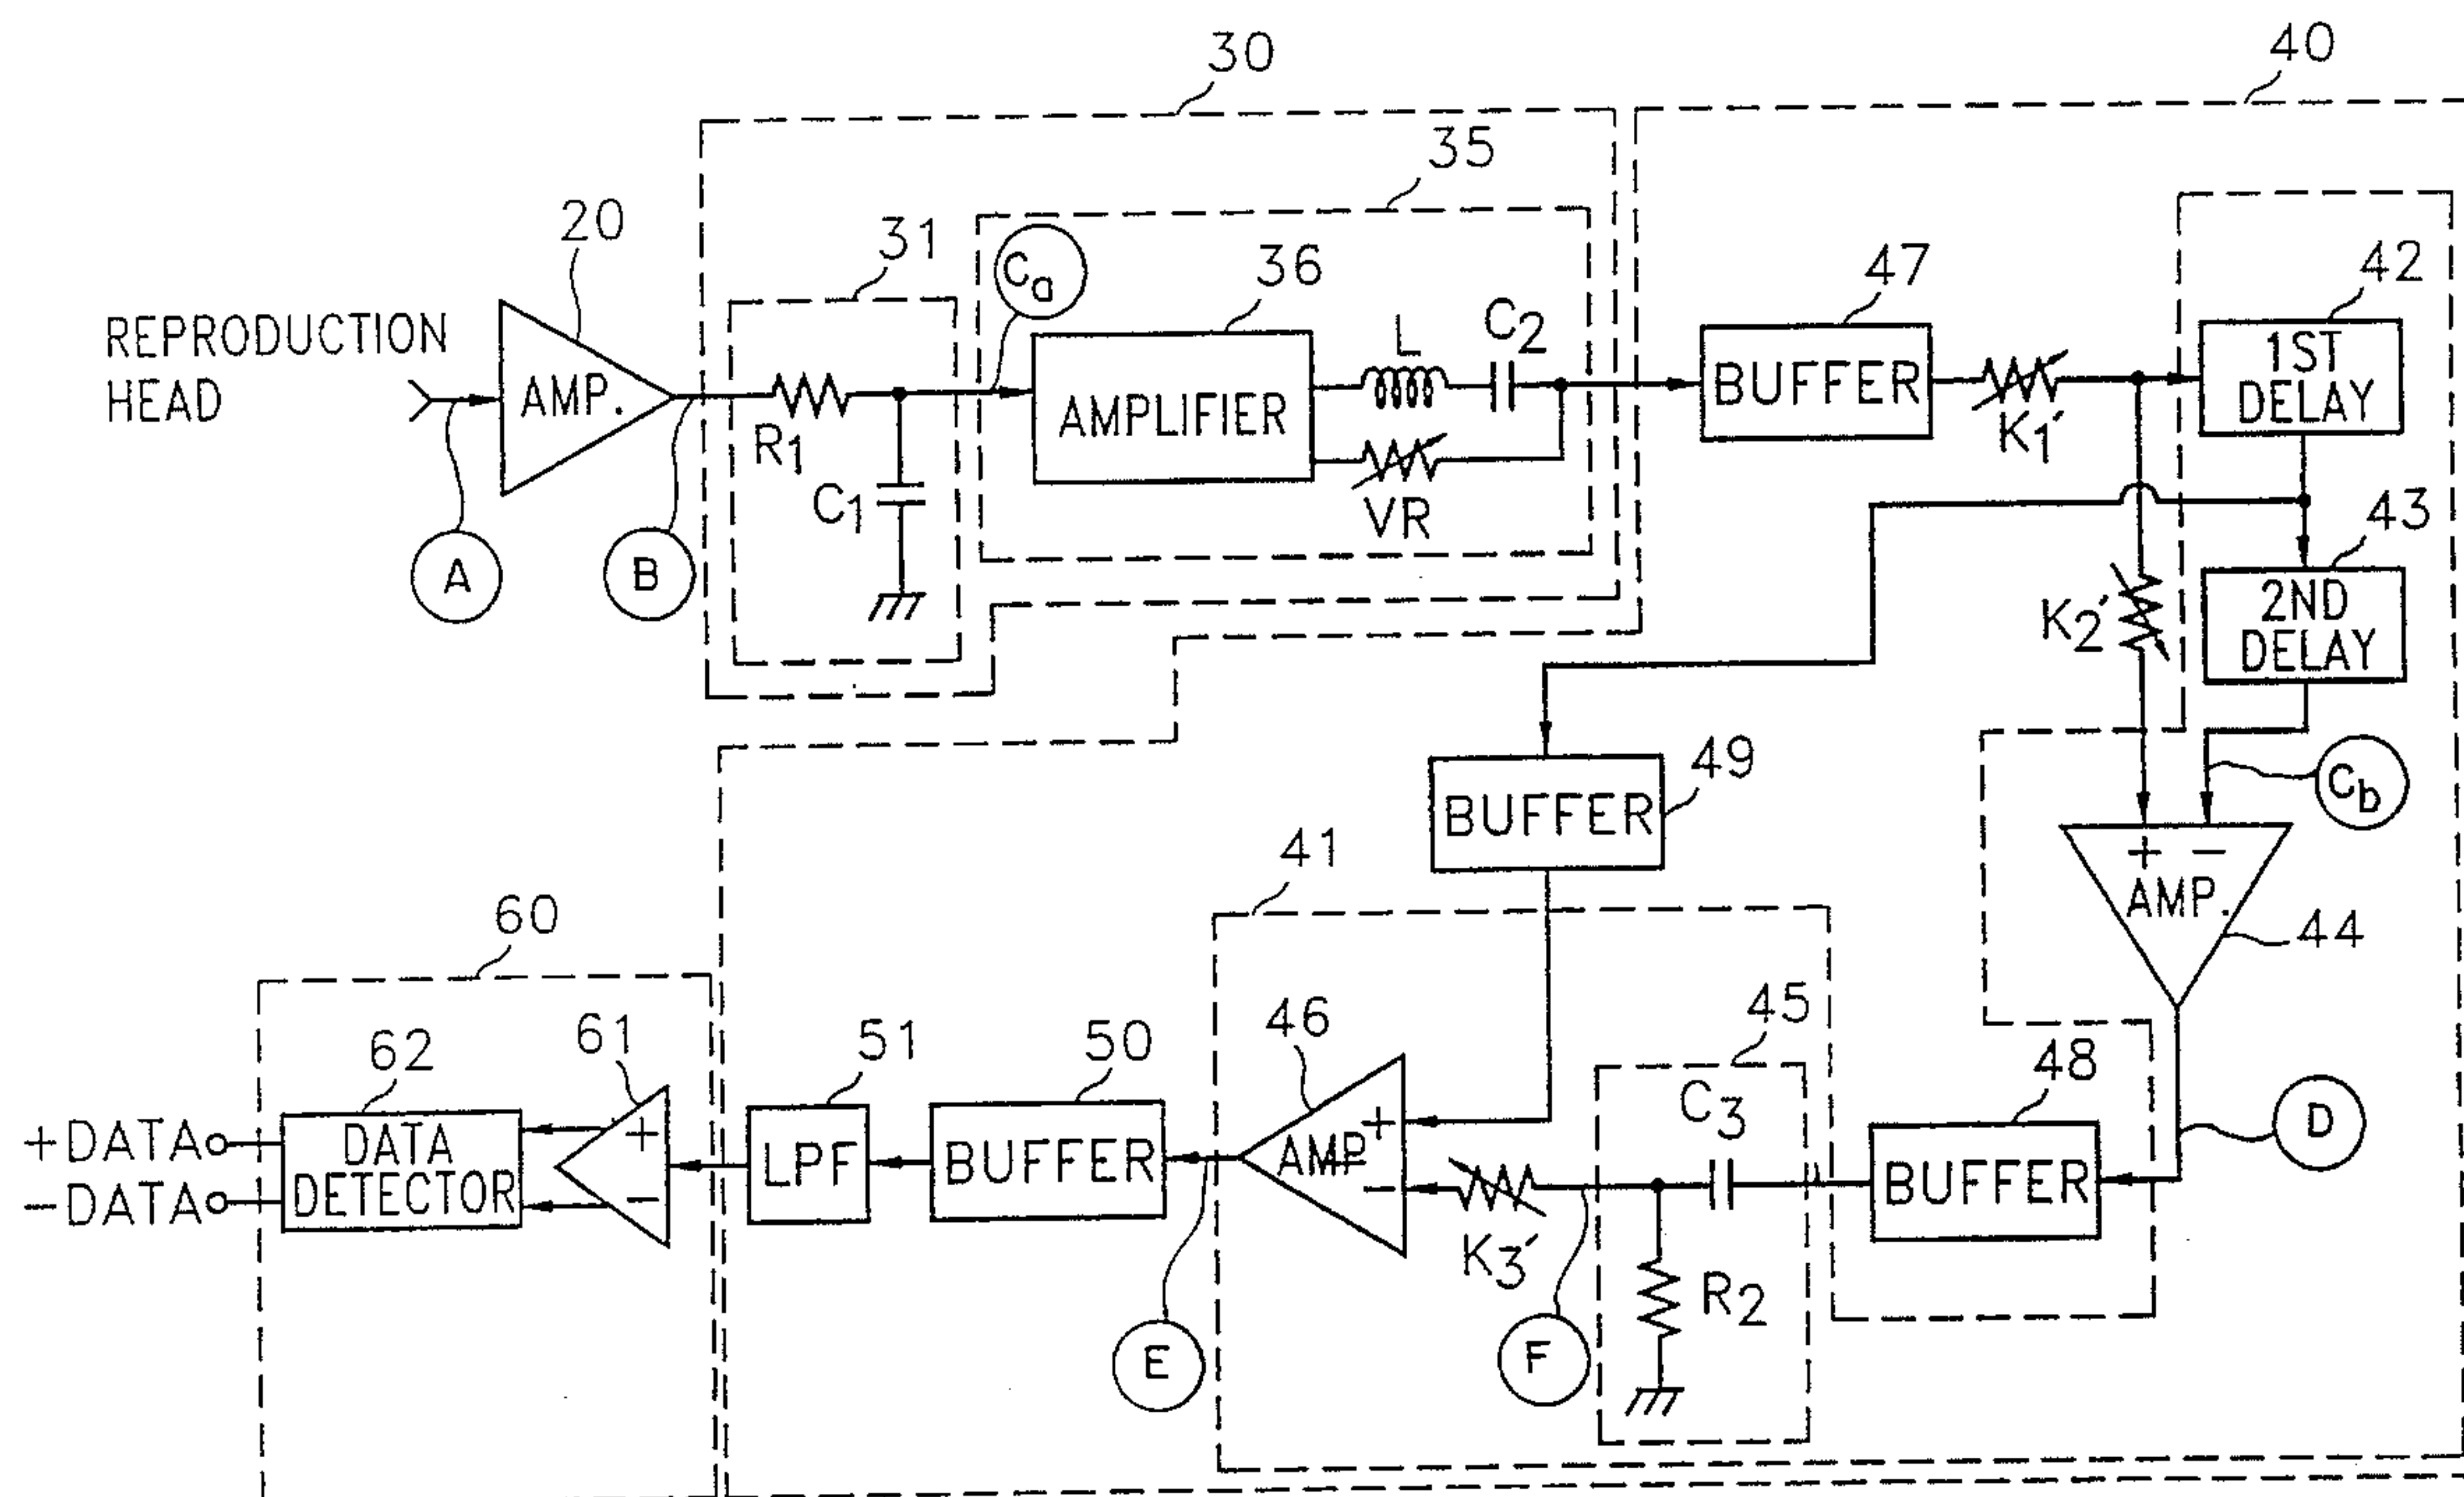 30
40
35
20
31
Ca
36
47
42
REPRODUCTION
HEAD
AMP.
R1
C1
AMPLIFIER
L
C2
VR
BUFFER
K1'
1ST
DELAY
43
A
B
K2'
2ND
DELAY
49
BUFFER
Cb
41
+ −
AMP.
44
60
62
61
51
50
46
45
48
D
+DATA
−DATA
DATA
DETECTOR
+
−
LPF
BUFFER
AMP
+
−
K3'
C3
R2
BUFFER
E
F